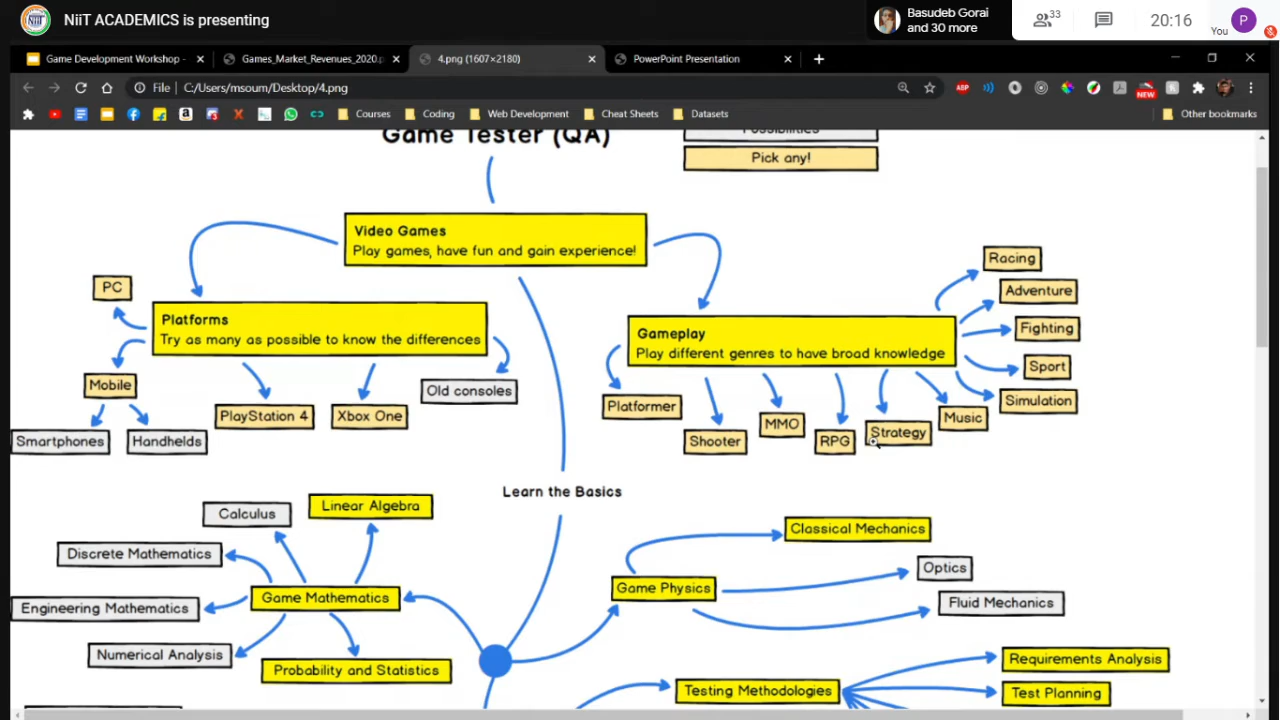 NiiT ACADEMICS is presenting
Basudeb Gorai
and 30 more
33
20:16
You
P
Game Development Workshop -
Games_Market_Revenues_2020.p
4.png (1607×2180)
PowerPoint Presentation
File
C:/Users/msoum/Desktop/4.png
ABP
NEW
Courses
Coding
Web Development
Cheat Sheets
Datasets
Other bookmarks
Game Tester (QA)
Possibilities
Pick any!
Video Games
Play games, have fun and gain experience!
Racing
Adventure
Fighting
Sport
Simulation
PC
Platforms
Try as many as possible to know the differences
Gameplay
Play different genres to have broad knowledge
Mobile
PlayStation 4
Xbox One
Old consoles
Smartphones
Handhelds
Platformer
Shooter
MMO
RPG
Strategy
Music
Learn the Basics
Calculus
Linear Algebra
Discrete Mathematics
Engineering Mathematics
Game Mathematics
Numerical Analysis
Probability and Statistics
Classical Mechanics
Game Physics
Optics
Fluid Mechanics
Testing Methodologies
Requirements Analysis
Test Planning